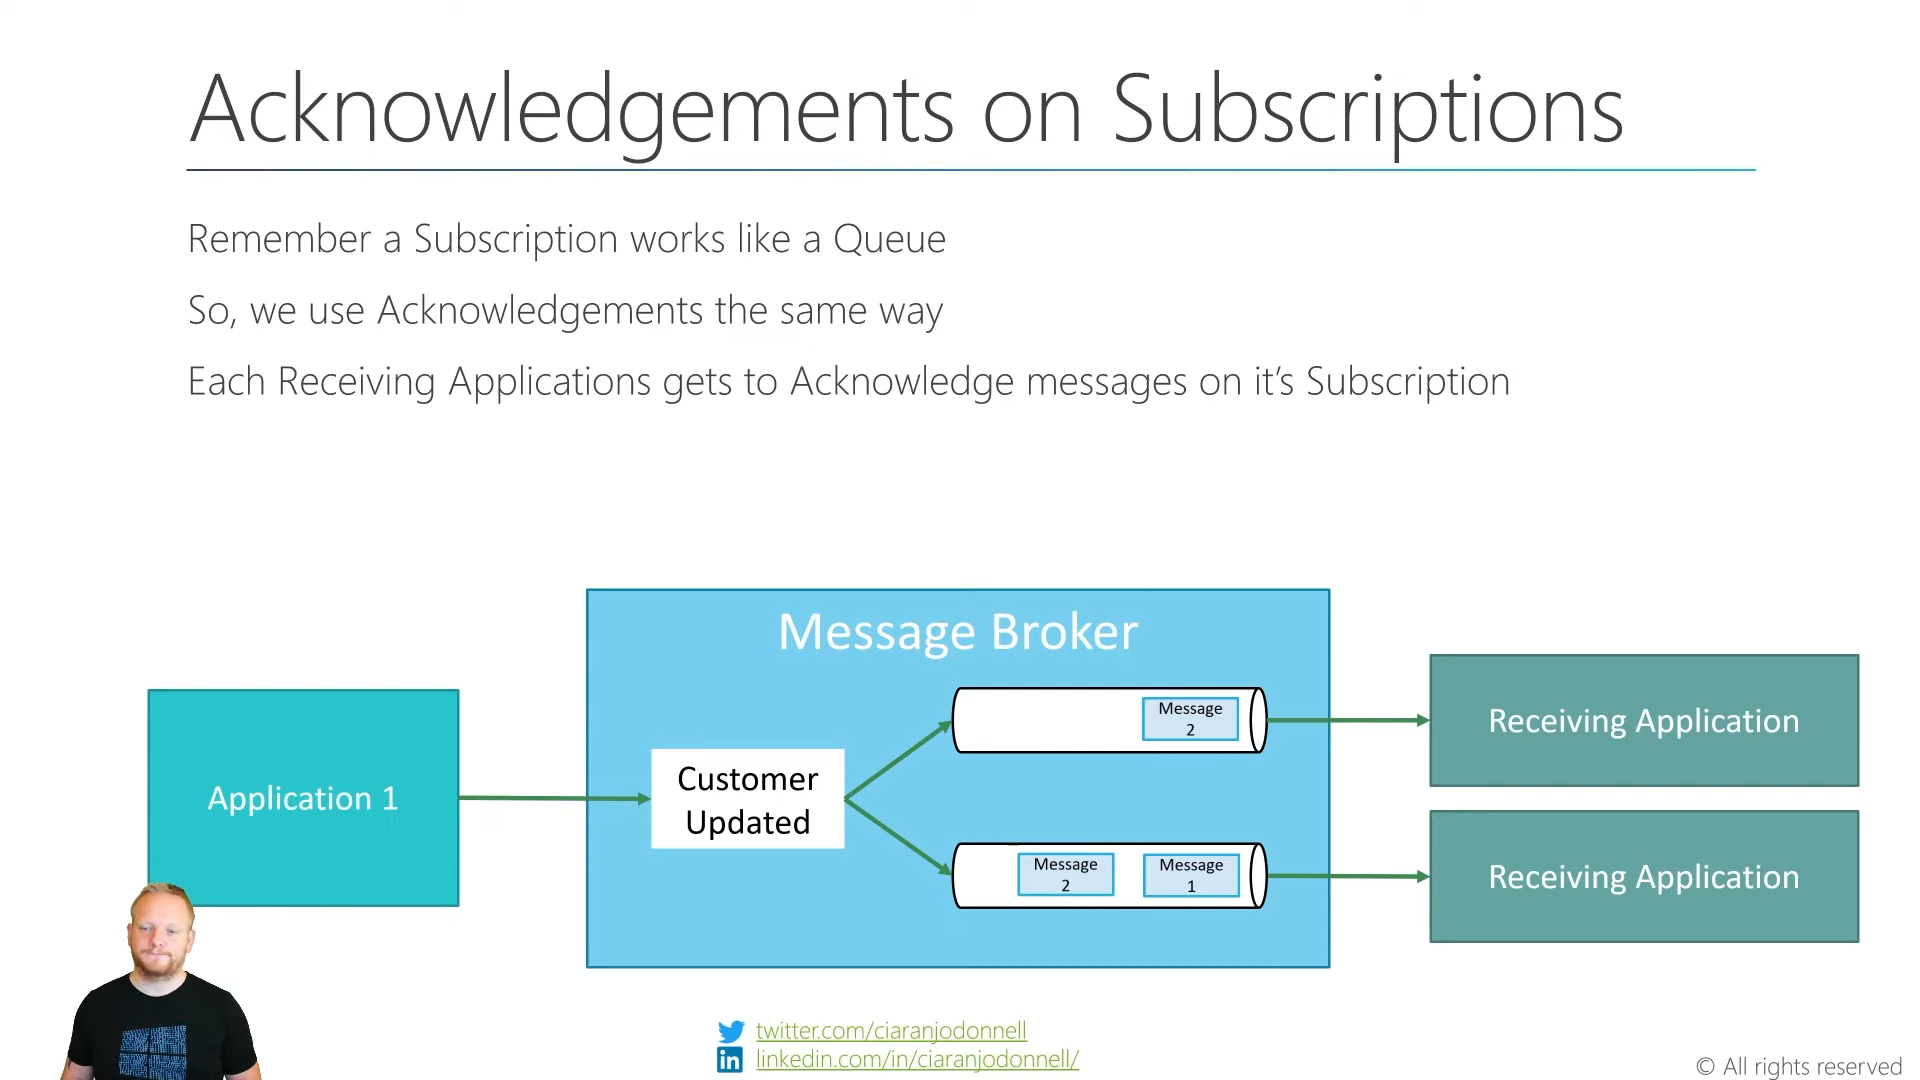 Acknowledgements on Subscriptions
Remember a Subscription works like a Queue
So, we use Acknowledgements the same way
Each Receiving Applications gets to Acknowledge messages on it’s Subscription
Message Broker
Application 1
Customer
Updated
Message
2
Message
2
Message
1
Receiving Application
Receiving Application
twitter.com/ciaranjodonnell
linkedin.com/in/ciaranjodonnell/
© All rights reserved